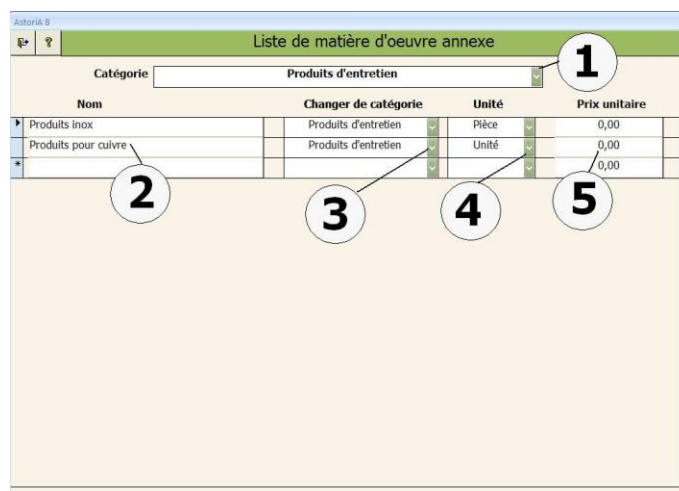 AstoriA 8
? Liste de matière d'oeuvre annexe
Catégorie Produits d'entretien 1
Nom Changer de catégorie Unité Prix unitaire
Produits inox Produits d'entretien Pièce 0,00
Produits pour cuivre Produits d'entretien Unité 0,00
* 0,00
2 3 4 5